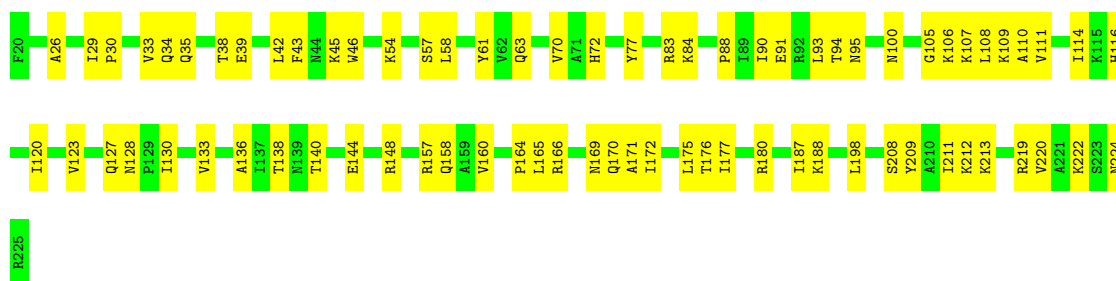 F20 A26 I29 P30 V33 Q34 Q35 T38 E39 L42 F43 N44 K45 W46 K54 S57 L58 Y61 V62 Q63 V70 A71 H72 Y77 R83 K84 P88 I89 I90 E91 R92 L93 T94 N95 N100 G105 K106 K107 L108 K109 A110 V111 I114 K115 H116
I120 V123 Q127 N128 P129 I130 V133 A136 I137 T138 N139 T140 E144 R148 R157 Q158 A159 V160 P164 L165 R166 N169 Q170 A171 I172 L175 T176 I177 R180 I187 K188 L198 S208 Y209 A210 I211 K212 K213 R219 V220 A221 K222 S223 N224
R225